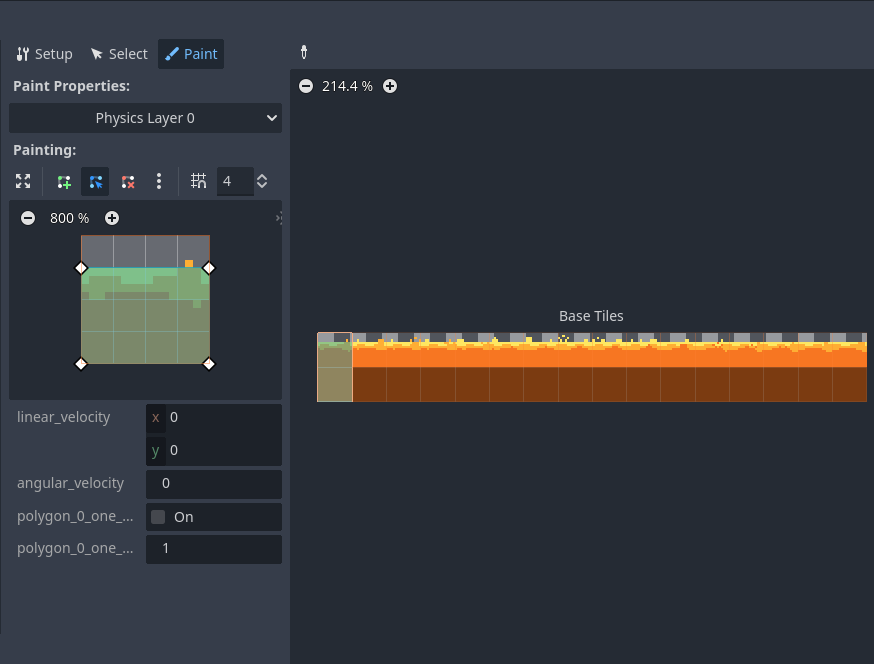 Setup Select Paint
Paint Properties:
214.4 %
Physics Layer 0
Painting:
4
800 %
Base Tiles
linear_velocity x 0
y 0
angular_velocity 0
polygon_0_one_... On
polygon_0_one_... 1